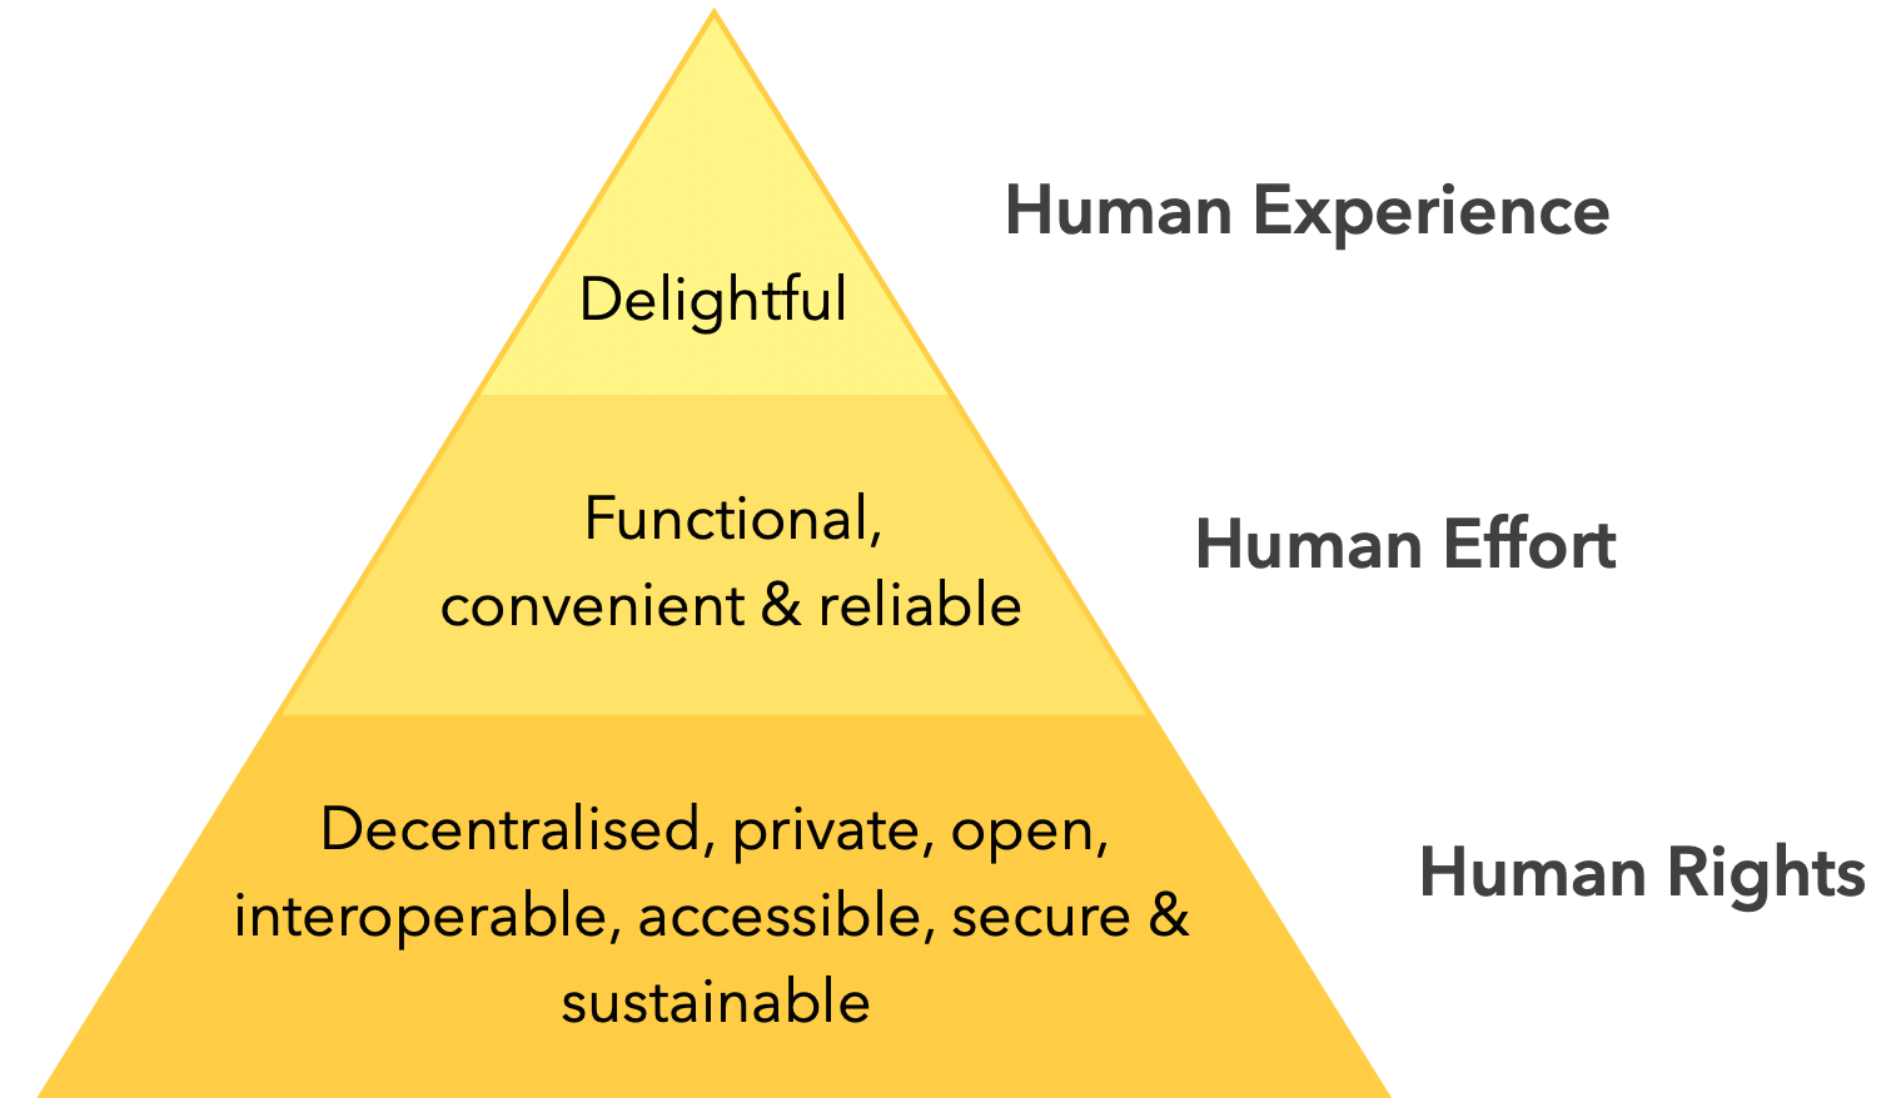 Human Experience
Delightful
Functional,
convenient & reliable
Human Effort
Decentralised, private, open,
interoperable, accessible, secure &
sustainable
Human Rights